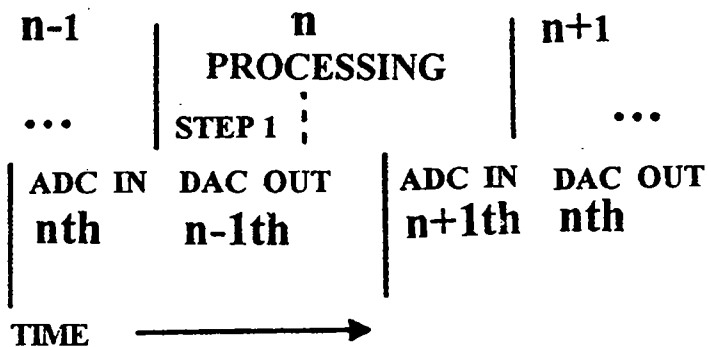 n-1 n n+1
PROCESSING
... STEP 1 ...
ADC IN DAC OUT ADC IN DAC OUT
nth n-1th n+1th nth
TIME